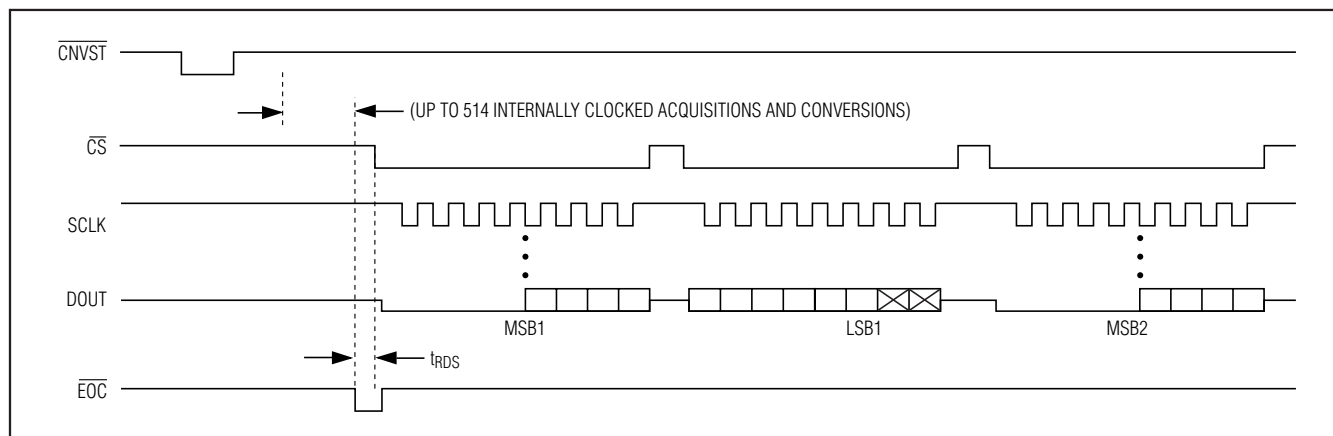 CNVST
(UP TO 514 INTERNALLY CLOCKED ACQUISITIONS AND CONVERSIONS)
CS
SCLK
DOUT
MSB1
LSB1
MSB2
tRDS
EOC